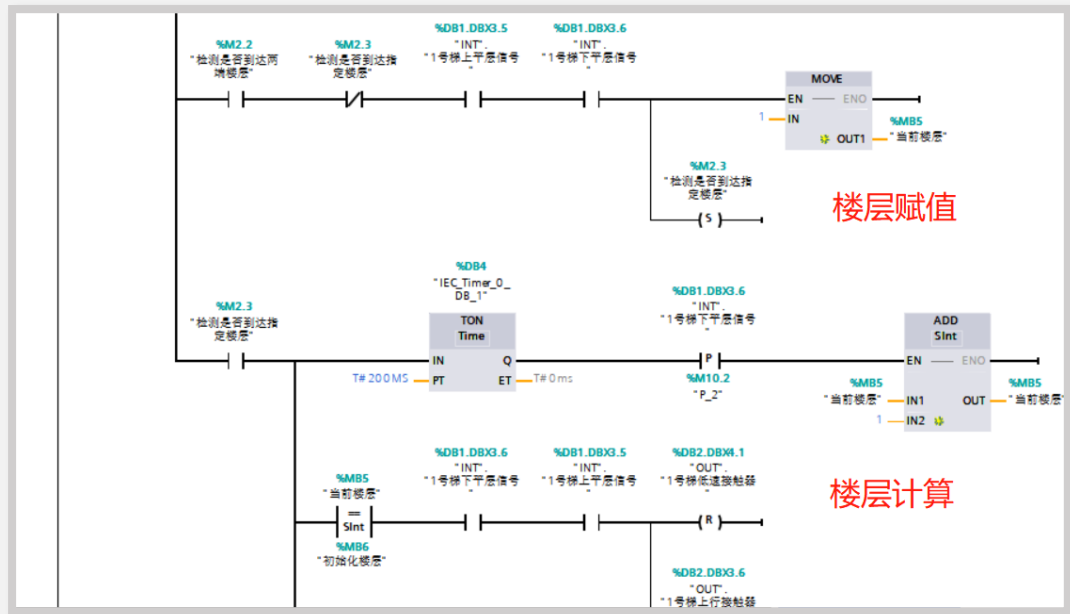 %M2.2
"检测是否到达两
端楼层"
%M2.3
"检测是否到达指
定楼层"
%DB1.DBX3.5
"INT".
"1号梯上平层信号
"
%DB1.DBX3.6
"INT".
"1号梯下平层信号
"
MOVE
EN ENO
1 IN
OUT1
%MB5
"当前楼层"
%M2.3
"检测是否到达指
定楼层"
S
楼层赋值
%M2.3
"检测是否到达指
定楼层"
%DB4
"IEC_Timer_0_
DB_1"
TON
Time
IN Q
T#200MS PT ET T#0ms
%DB1.DBX3.6
"INT".
"1号梯下平层信号
"
P
%M10.2
"P_2"
ADD
SInt
EN ENO
%MB5
"当前楼层" IN1
OUT
%MB5
"当前楼层
1 IN2
楼层计算
%MB5
"当前楼层"
==
SInt
%MB6
"初始化楼层"
%DB1.DBX3.6
"INT".
"1号梯下平层信号
"
%DB1.DBX3.5
"INT".
"1号梯上平层信号
"
%DB2.DBX4.1
"OUT".
"1号梯低速接触器
"
R
%DB2.DBX3.6
"OUT".
"1号梯上行接触器